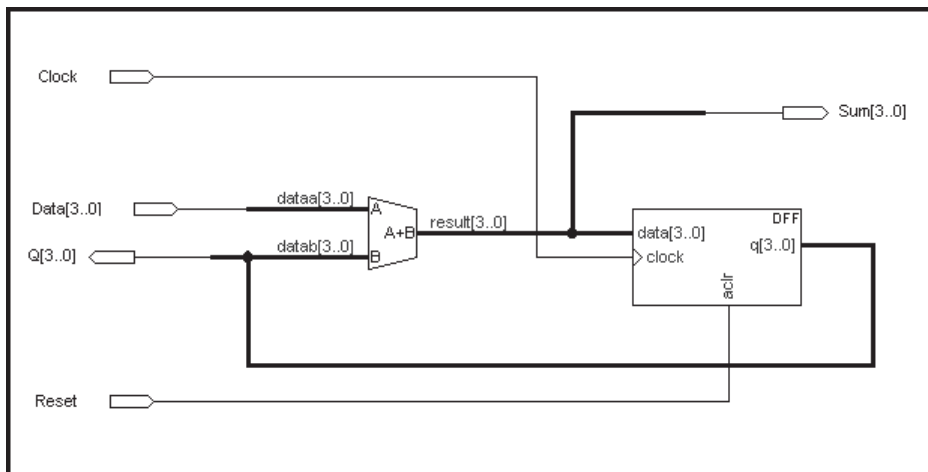 Clock
Sum[3..0]
dataa[3..0]
Data[3..0]
A
A+B
result[3..0]
DFF
data[3..0]
q[3..0]
Q[3..0]
datab[3..0]
B
clock
aclr
Reset